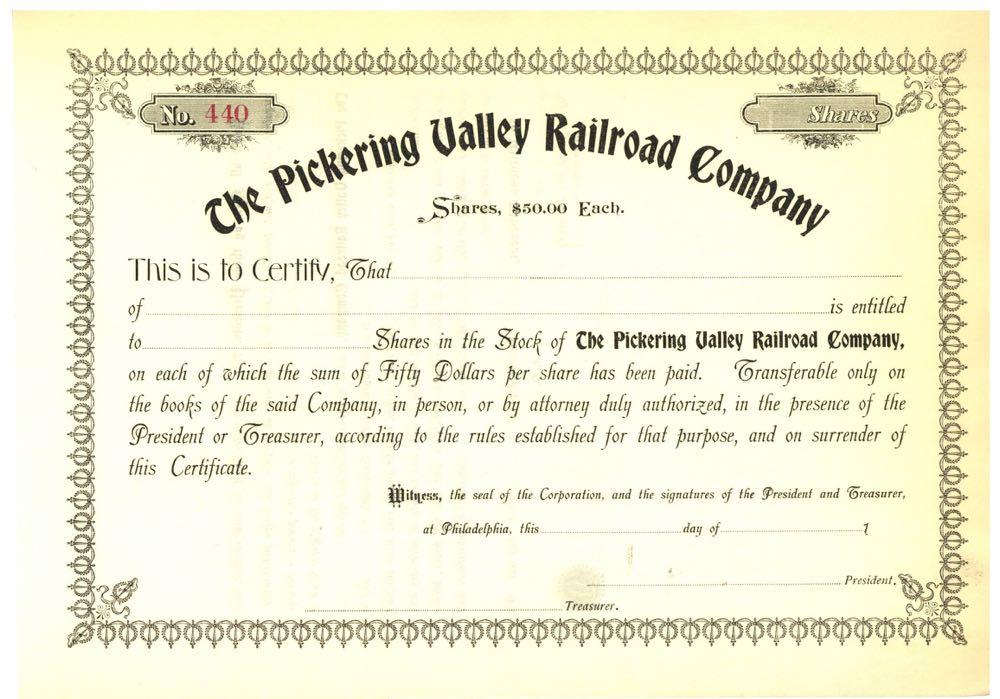 No. 440
Shares
The Pickering Valley Railroad Company
Shares, $50.00 Each.
This is to Certify, That
of is entitled
to Shares in the Stock of The Pickering Valley Railroad Company,
on each of which the sum of Fifty Dollars per share has been paid. Transferable only on
the books of the said Company, in person, or by attorney duly authorized, in the presence of the
President or Treasurer, according to the rules established for that purpose, and on surrender of
this Certificate.
Witness, the seal of the Corporation, and the signatures of the President and Treasurer,
at Philadelphia, this day of 1
President.
Treasurer.